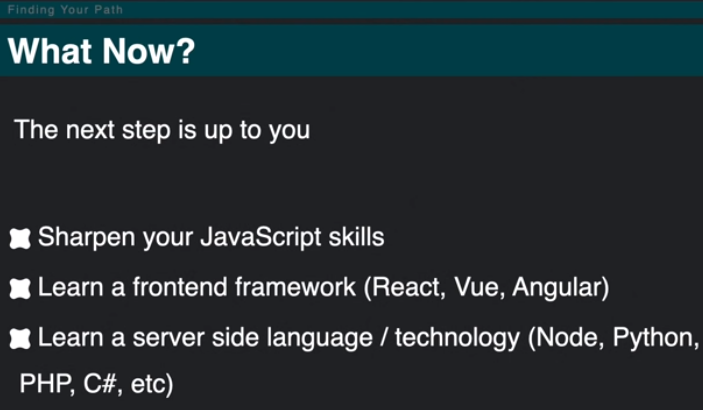 Finding Your Path
What Now?
The next step is up to you
Sharpen your JavaScript skills
Learn a frontend framework (React, Vue, Angular)
Learn a server side language / technology (Node, Python,
PHP, C#, etc)